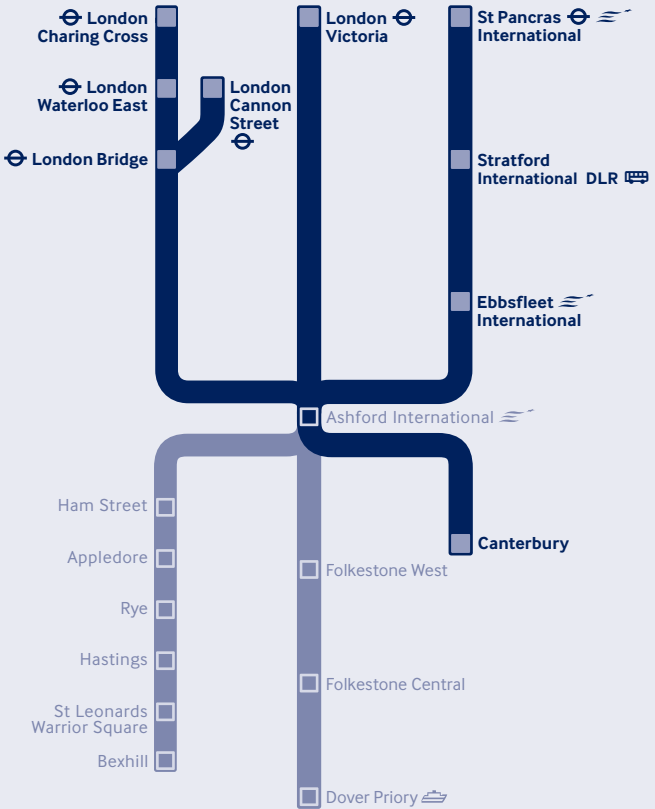 London
Charing Cross
London
Victoria
St Pancras
International
London
Waterloo East
London
Cannon
Street
London Bridge
Stratford
International DLR
Ebbsfleet
International
Ashford International
Ham Street
Appledore
Rye
Hastings
St Leonards
Warrior Square
Bexhill
Canterbury
Folkestone West
Folkestone Central
Dover Priory